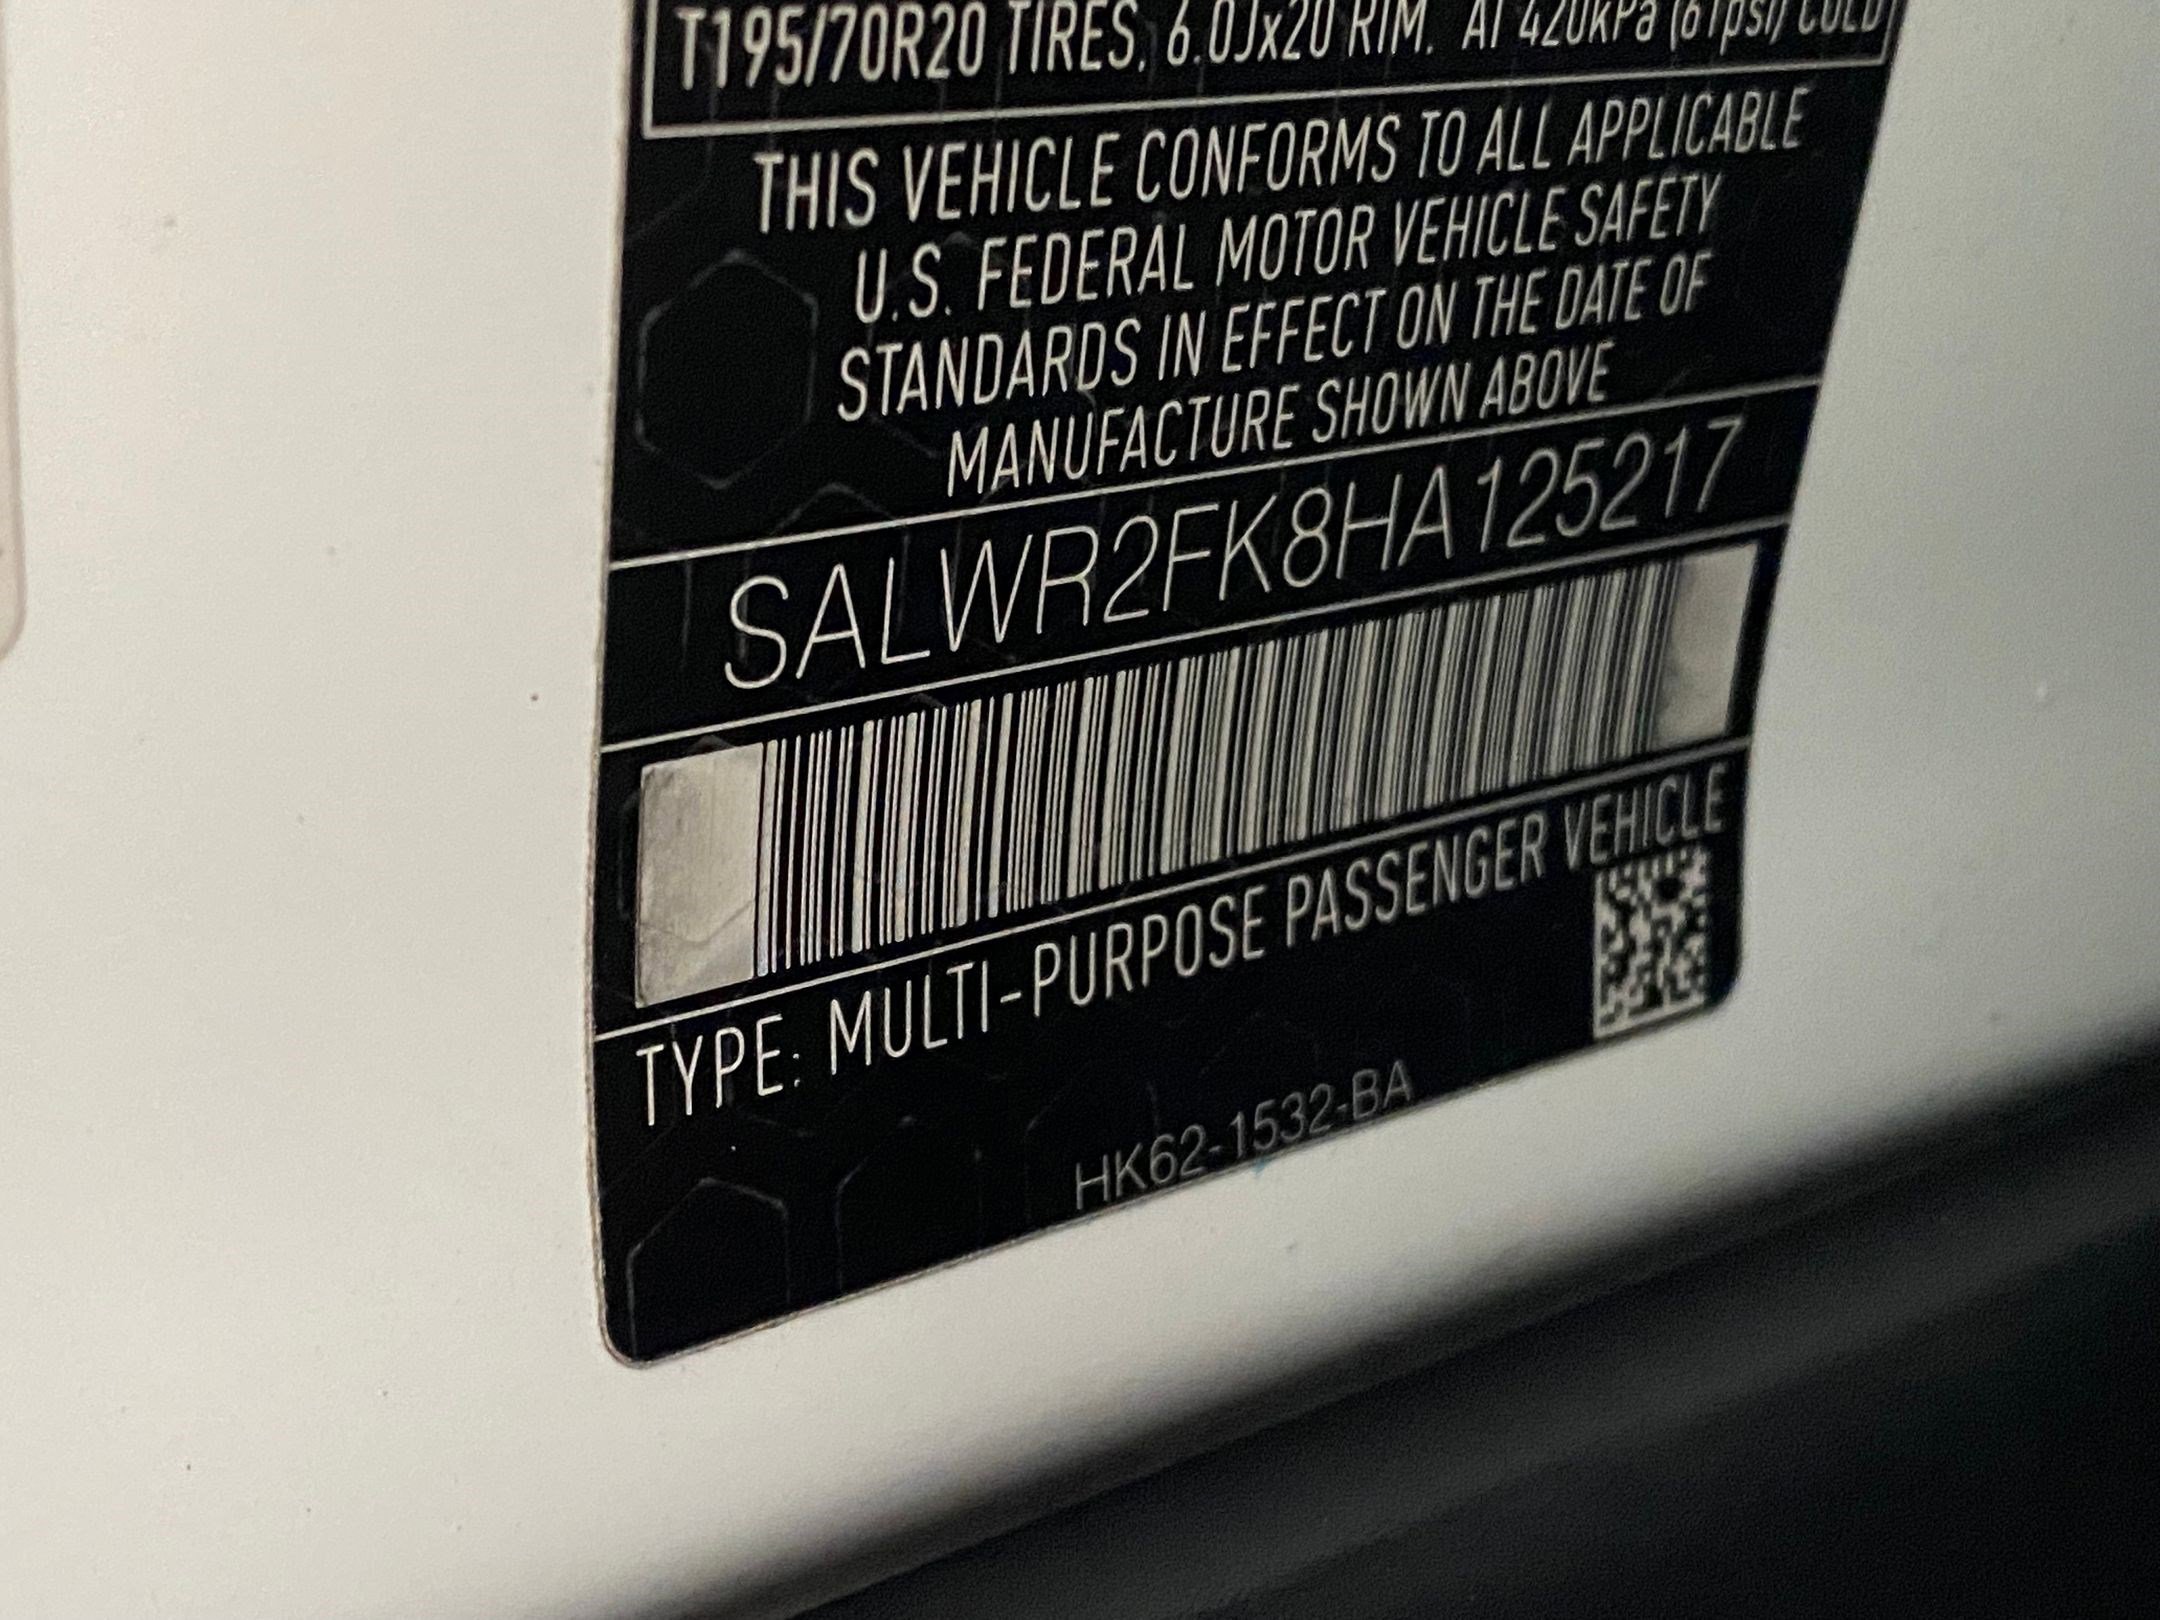 T195/70R20 TIRES, 6.0Jx20 RIM, AT 420kPa (61psi) COLD
THIS VEHICLE CONFORMS TO ALL APPLICABLE
U.S. FEDERAL MOTOR VEHICLE SAFETY
STANDARDS IN EFFECT ON THE DATE OF
MANUFACTURE SHOWN ABOVE
SALWR2FK8HA125217
TYPE: MULTI-PURPOSE PASSENGER VEHICLE
HK62-1532-BA